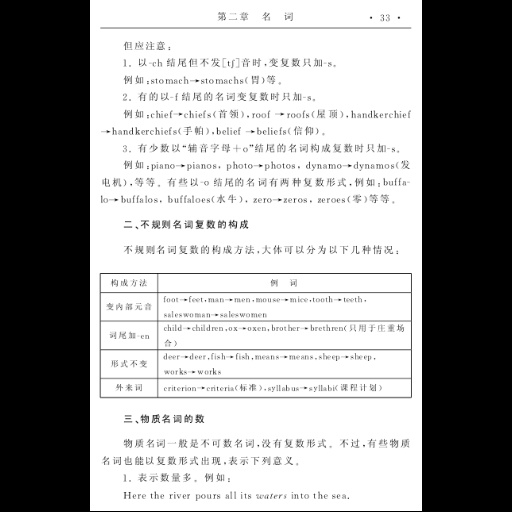 第二章 名 词 · 33 ·
但应注意:
1. 以-ch 结尾但不发[tʃ]音时,变复数只加-s。
例如:stomach→stomachs(胃)等。
2. 有的以-f 结尾的名词变复数时只加-s。
例如:chief→chiefs(首领),roof →roofs(屋顶),handkerchief
→handkerchiefs(手帕),belief →beliefs(信仰)。
3. 有少数以“辅音字母+o”结尾的名词构成复数时只加-s。
例如:piano→pianos, photo→photos, dynamo→dynamos(发
电机),等等。有些以-o 结尾的名词有两种复数形式,例如:buffa-
lo→buffalos, buffaloes(水牛), zero→zeros, zeroes(零)等等。
二、不规则名词复数的构成
不规则名词复数的构成方法,大体可以分为以下几种情况:
构成方法 例 词
变内部元音 foot→feet,man→men,mouse→mice,tooth→teeth,
saleswoman→saleswomen
词尾加-en child→children,ox→oxen,brother→brethren(只用于庄重场
合)
形式不变 deer→deer,fish→fish,means→means,sheep→sheep,
works→works
外来词 criterion→criteria(标准),syllabus→syllabi(课程计划)
三、物质名词的数
物质名词一般是不可数名词,没有复数形式。不过,有些物质
名词也能以复数形式出现,表示下列意义。
1. 表示数量多。例如:
Here the river pours all its waters into the sea.